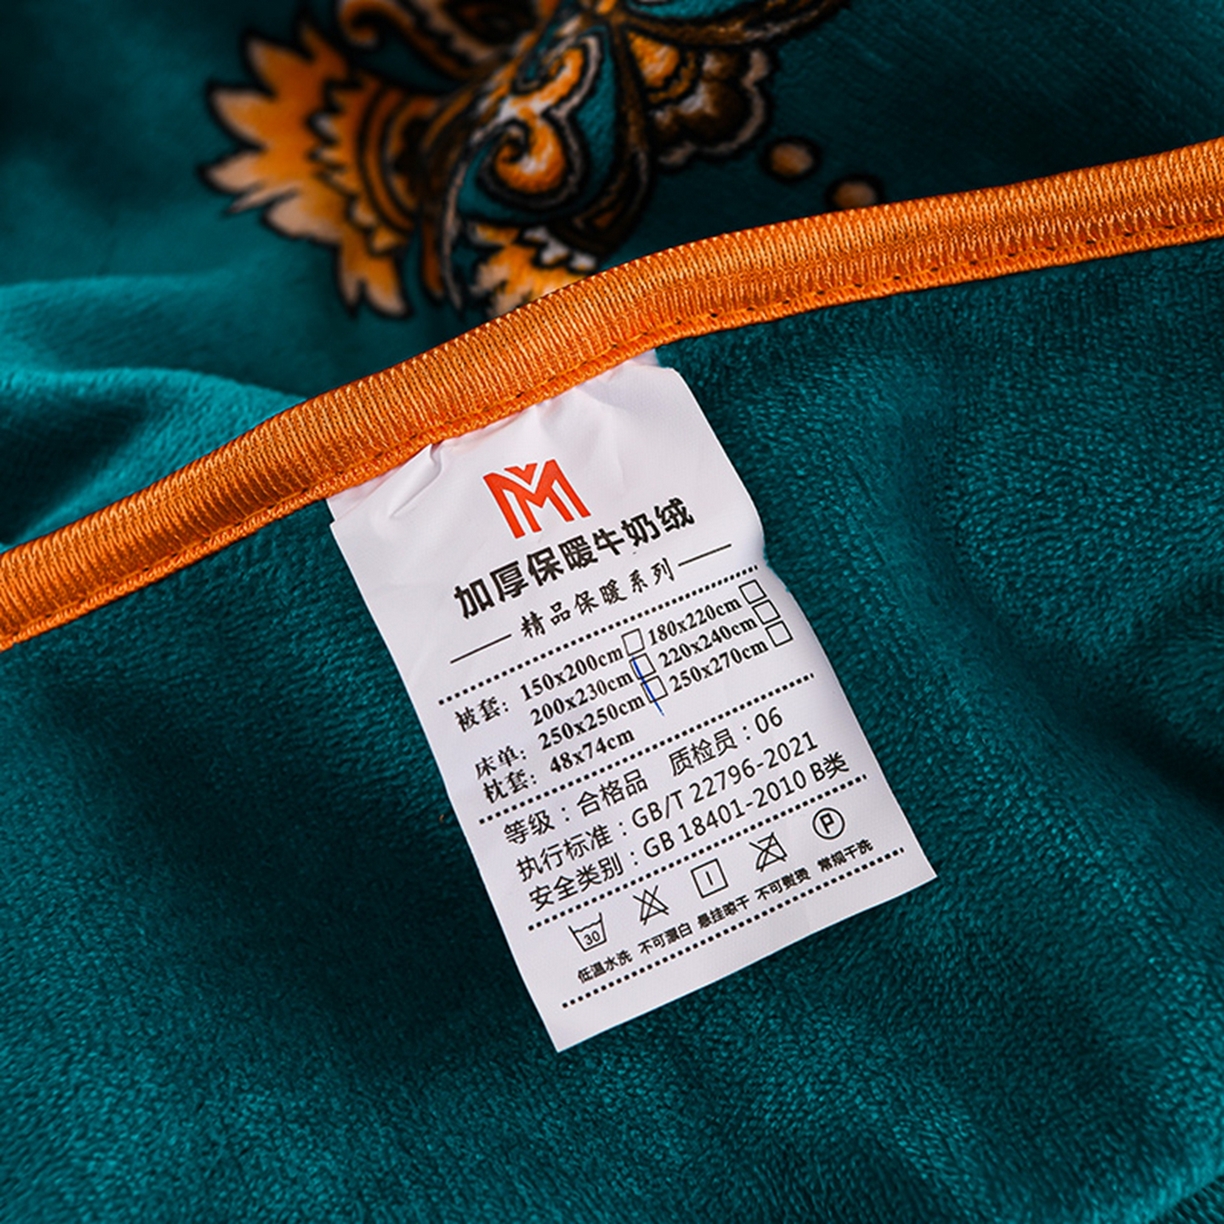 加厚保暖牛奶绒
精品保暖系列
被套: 150x200cm□ 180x220cm□
200x230cm□ 220x240cm□
床单: 250x250cm□ 250x270cm□
枕套: 48x74cm
等级：合格品 质检员：06
执行标准：GB/T 22796-2021
安全类别：GB 18401-2010 B类
30 P
低温水洗 不可漂白 悬挂晾干 不可熨烫 常规干洗